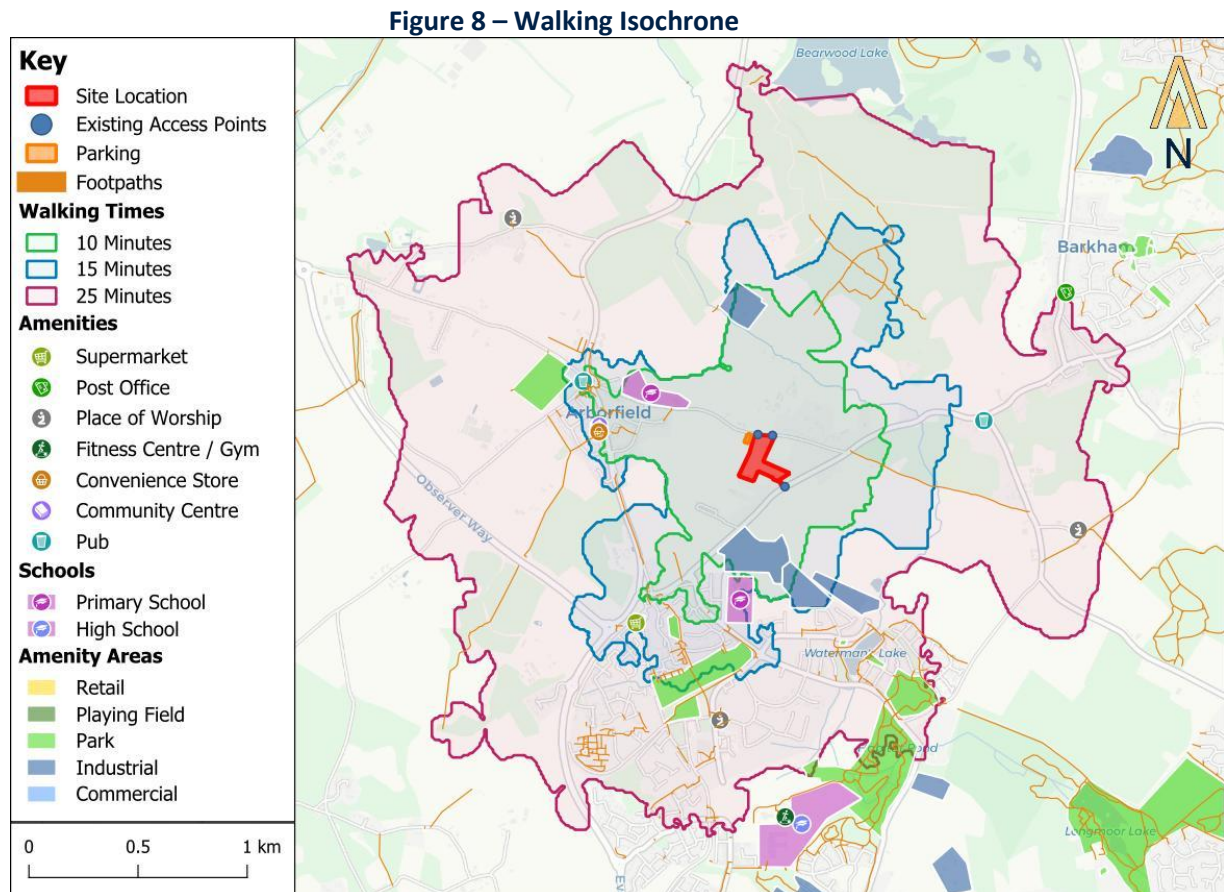 Figure 8 – Walking Isochrone
Key
Site Location
Existing Access Points
Parking
Footpaths
Walking Times
10 Minutes
15 Minutes
25 Minutes
Amenities
Supermarket
Post Office
Place of Worship
Fitness Centre / Gym
Convenience Store
Community Centre
Pub
Schools
Primary School
High School
Amenity Areas
Retail
Playing Field
Park
Industrial
Commercial
0 0.5 1 km
Bearwood Lake
N
Barkham
Arborfield
Observer Way
Waterman's Lake
Longmoor Lake